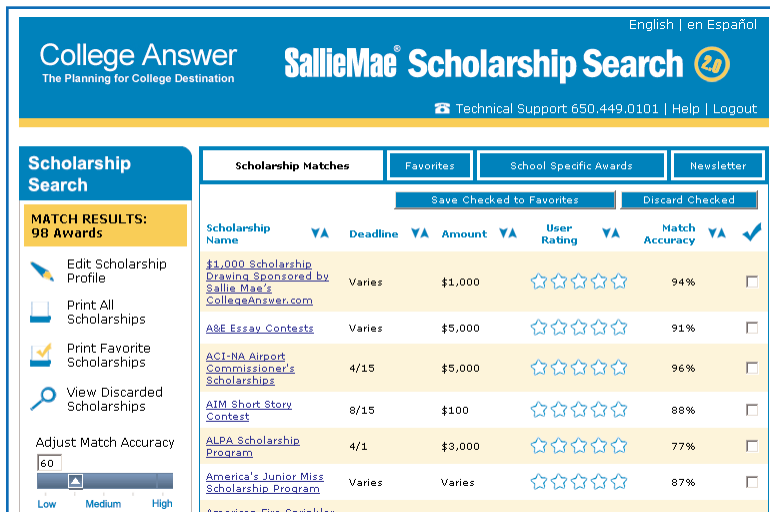 English | en Español
College Answer
The Planning for College Destination
SallieMae® Scholarship Search 2.0
Technical Support 650.449.0101 | Help | Logout
Scholarship
Search
MATCH RESULTS:
98 Awards
Edit Scholarship
Profile
Print All
Scholarships
Print Favorite
Scholarships
View Discarded
Scholarships
Adjust Match Accuracy
60
Low Medium High
Scholarship Matches Favorites School Specific Awards Newsletter
Save Checked to Favorites Discard Checked
Scholarship
Name Deadline Amount User
Rating Match
Accuracy
$1,000 Scholarship
Drawing Sponsored by
Sallie Mae's
CollegeAnswer.com Varies $1,000 94%
A&E Essay Contests Varies $5,000 91%
ACI-NA Airport
Commissioner's
Scholarships 4/15 $5,000 96%
AIM Short Story
Contest 8/15 $100 88%
ALPA Scholarship
Program 4/1 $3,000 77%
America's Junior Miss
Scholarship Program Varies Varies 87%
American Fire Sprinkler